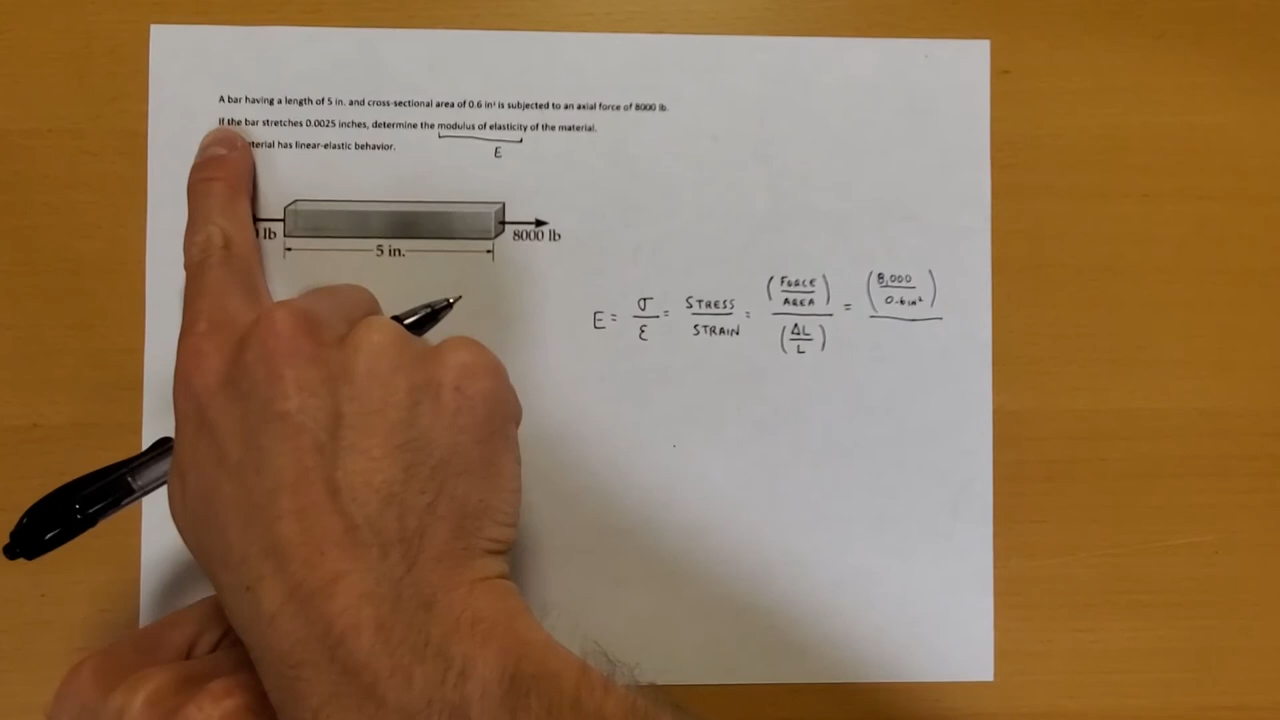 A bar having a length of 5 in. and cross-sectional area of 0.6 in² is subjected to an axial force of 8000 lb.
If the bar stretches 0.0025 inches, determine the modulus of elasticity of the material.
has linear-elastic behavior.
E
lb
8000 lb
5 in.
E = σ/ε = STRESS/STRAIN = (FORCE/AREA)/(ΔL/L) = (8,000/0.6in²)